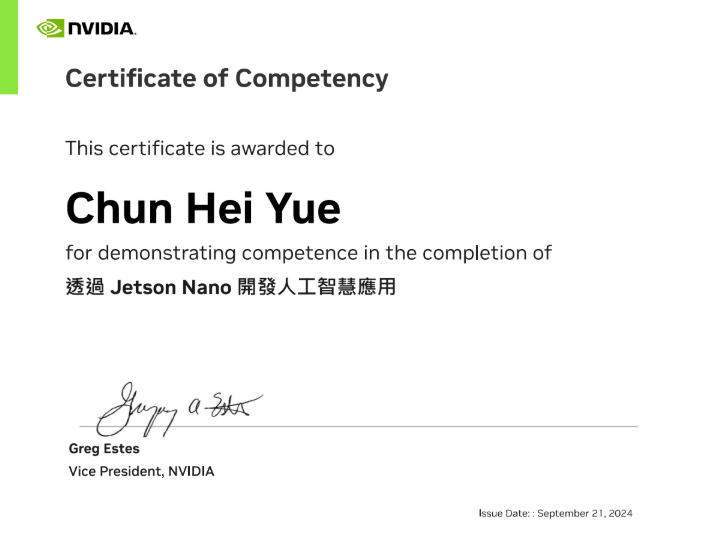 NVIDIA.
Certificate of Competency
This certificate is awarded to
Chun Hei Yue
for demonstrating competence in the completion of
透過 Jetson Nano 開發人工智慧應用
Greg Estes
Vice President, NVIDIA
Issue Date: : September 21, 2024